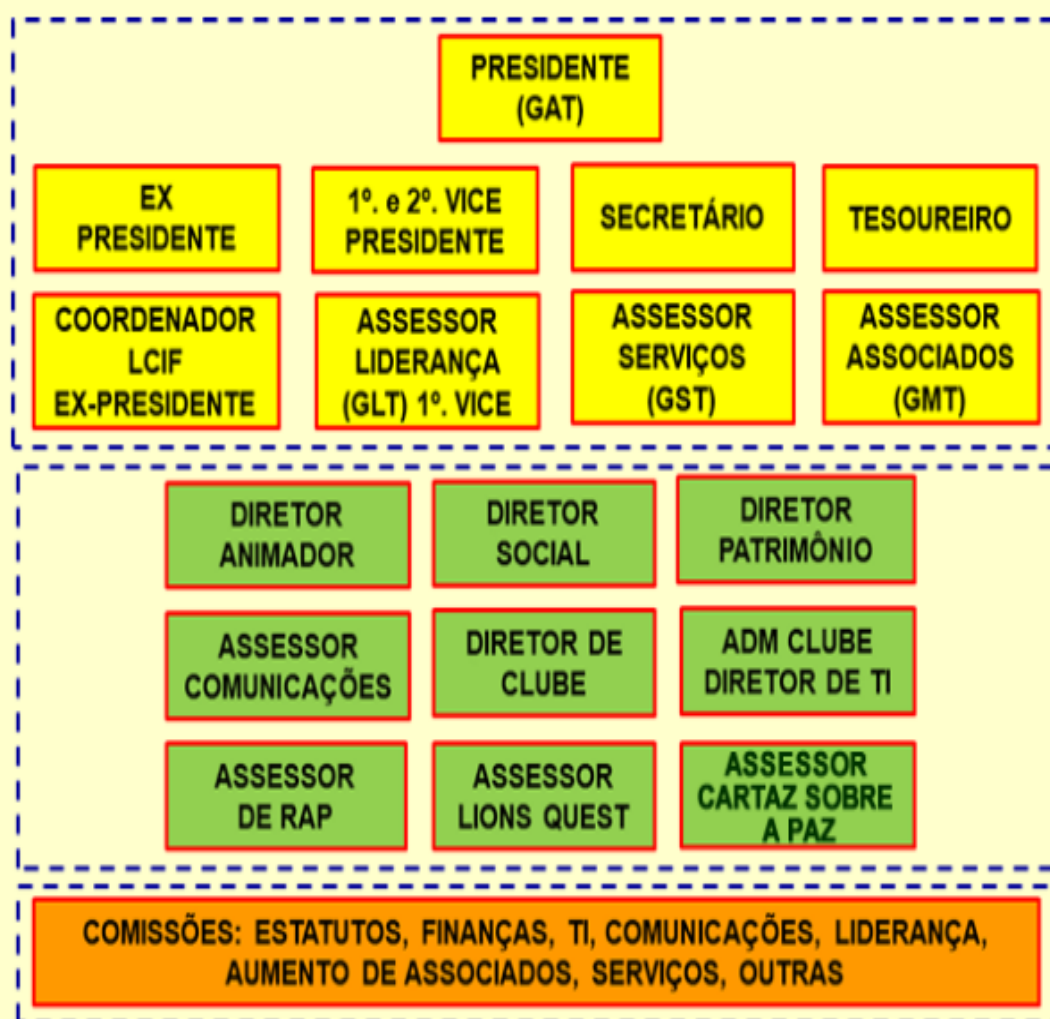 PRESIDENTE
(GAT)
EX
PRESIDENTE
1º. e 2º. VICE
PRESIDENTE
SECRETÁRIO
TESOUREIRO
COORDENADOR
LCIF
EX-PRESIDENTE
ASSESSOR
LIDERANÇA
(GLT) 1º. VICE
ASSESSOR
SERVIÇOS
(GST)
ASSESSOR
ASSOCIADOS
(GMT)
DIRETOR
ANIMADOR
DIRETOR
SOCIAL
DIRETOR
PATRIMÔNIO
ASSESSOR
COMUNICAÇÕES
DIRETOR DE
CLUBE
ADM CLUBE
DIRETOR DE TI
ASSESSOR
DE RAP
ASSESSOR
LIONS QUEST
ASSESSOR
CARTAZ SOBRE
A PAZ
COMISSÕES: ESTATUTOS, FINANÇAS, TI, COMUNICAÇÕES, LIDERANÇA,
AUMENTO DE ASSOCIADOS, SERVIÇOS, OUTRAS